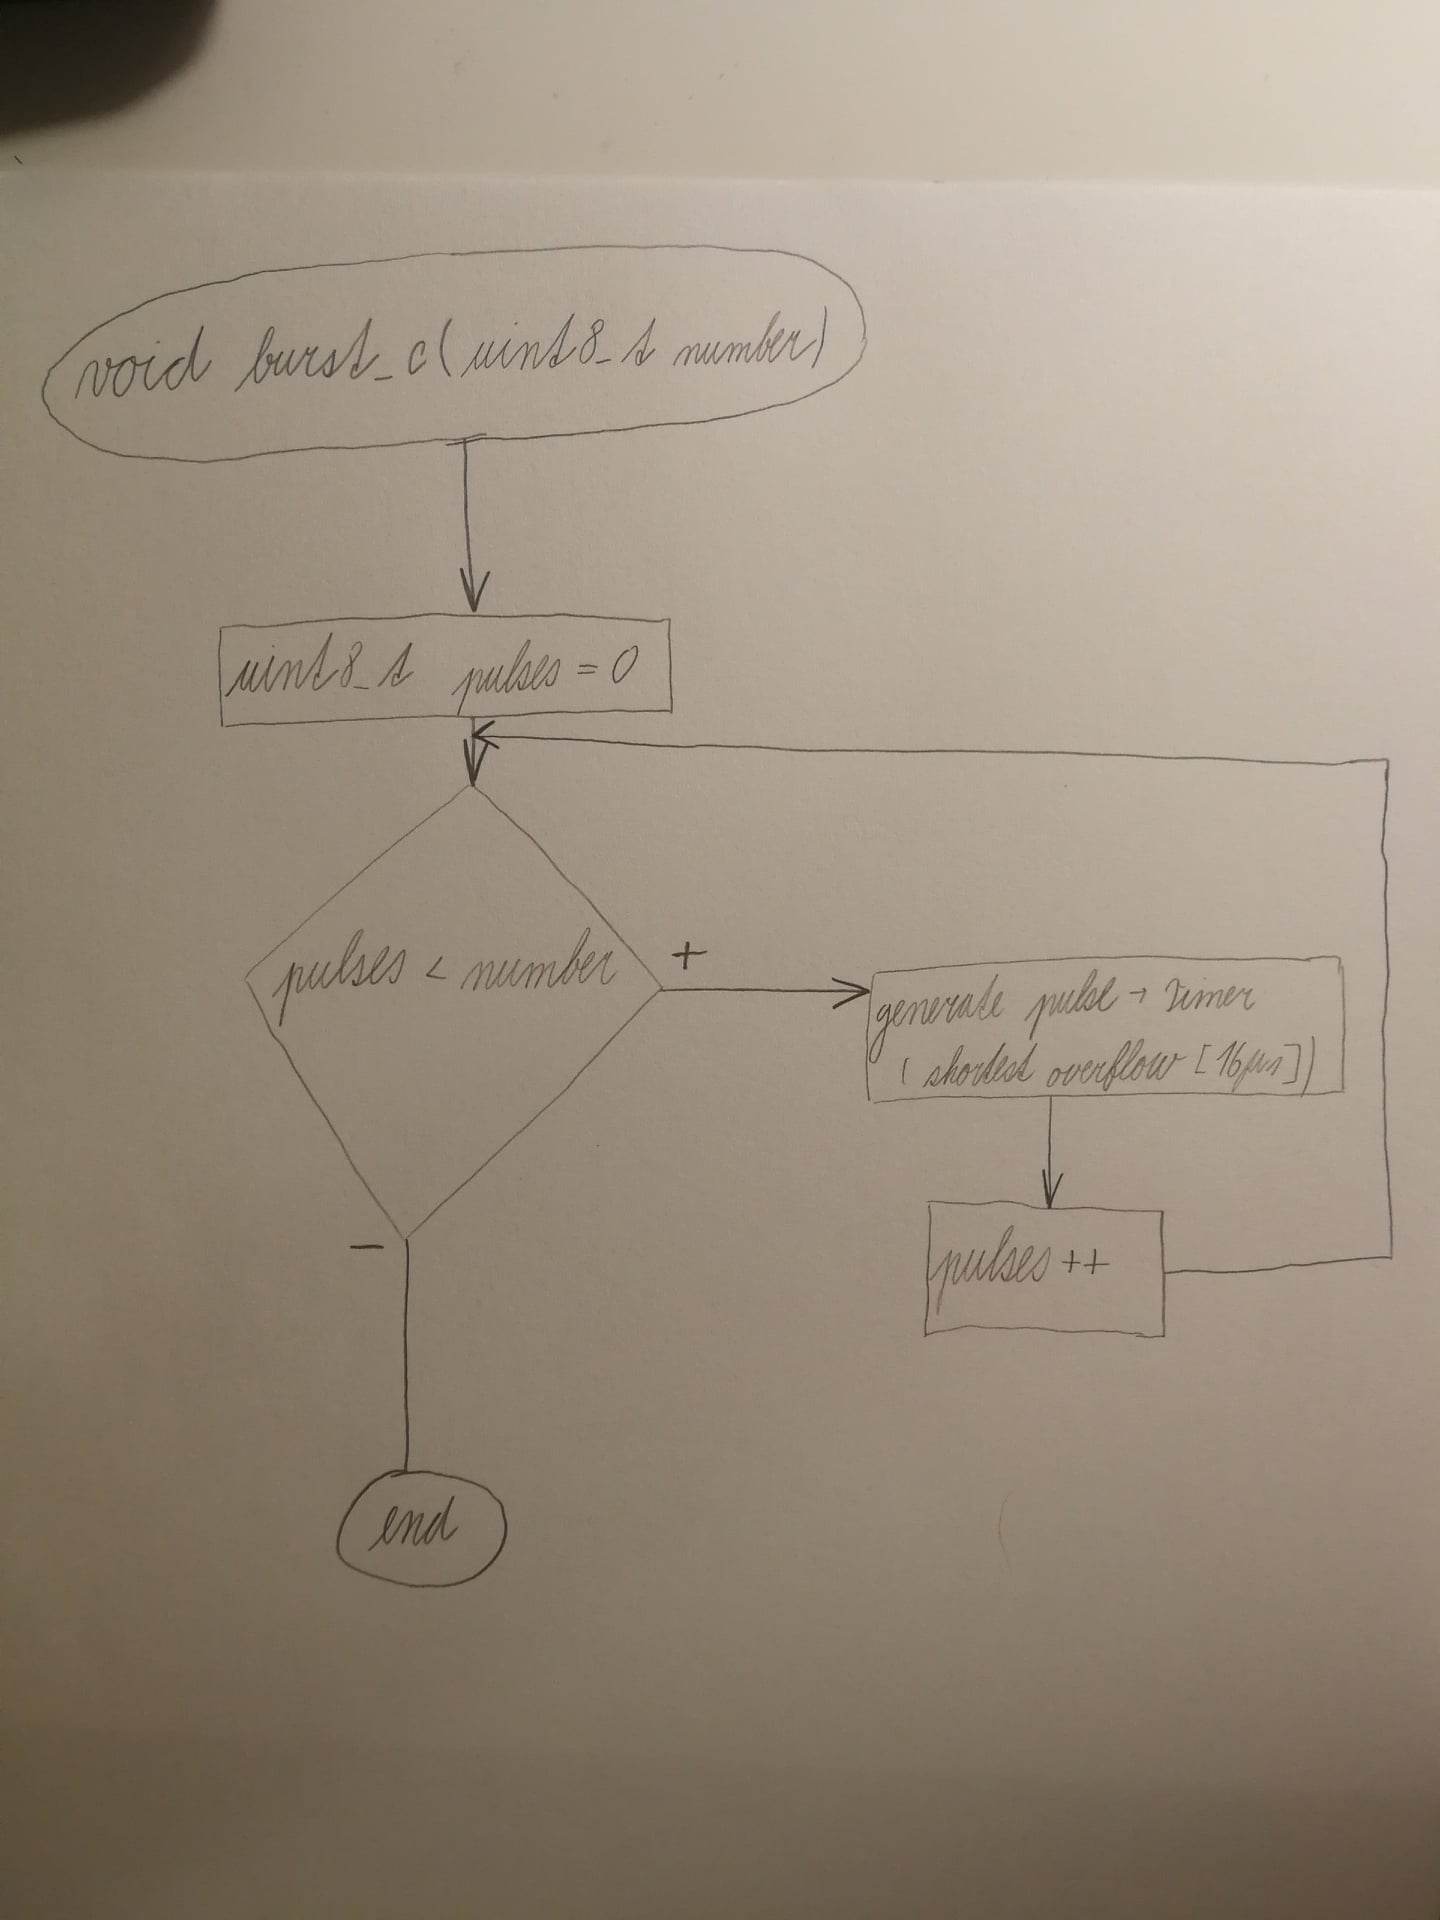 void burst_c(uint8_t number)
uint8_t pulses = 0
pulses < number
+
generate pulse → timer
(shortest overflow [16µs])
pulses ++
-
end